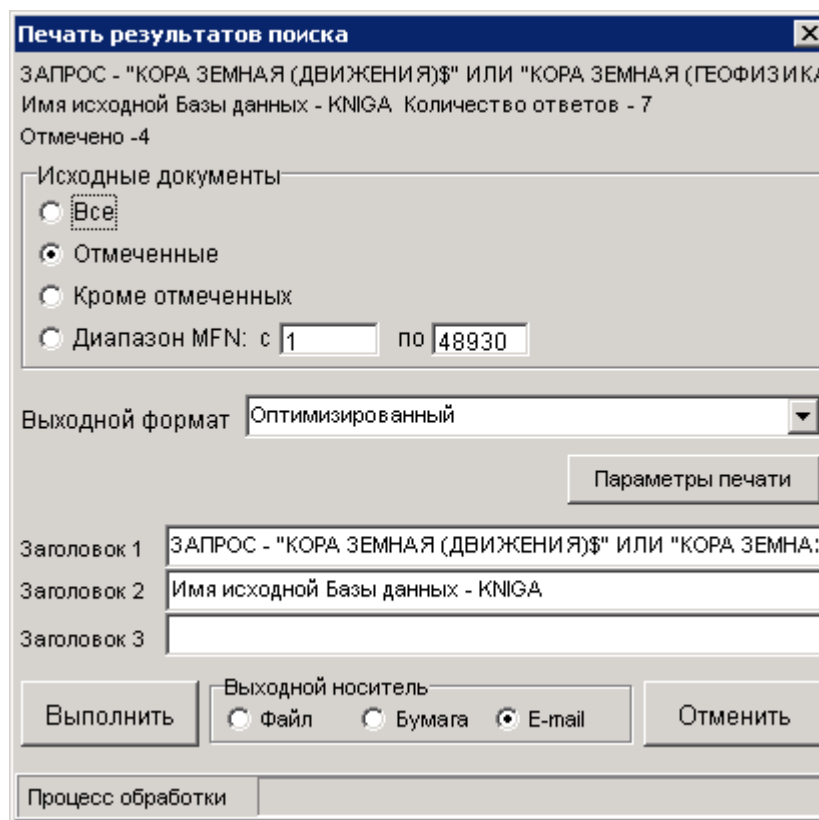 Печать результатов поиска
ЗАПРОС - "КОРА ЗЕМНАЯ (ДВИЖЕНИЯ)$" ИЛИ "КОРА ЗЕМНАЯ (ГЕОФИЗИКА
Имя исходной Базы данных - KNIGA Количество ответов - 7
Отмечено -4
Исходные документы
Все
Отмеченные
Кроме отмеченных
Диапазон MFN: с 1 по 48930
Выходной формат Оптимизированный
Параметры печати
Заголовок 1 ЗАПРОС - "КОРА ЗЕМНАЯ (ДВИЖЕНИЯ)$" ИЛИ "КОРА ЗЕМНА
Заголовок 2 Имя исходной Базы данных - KNIGA
Заголовок 3
Выходной носитель
Выполнить Файл Бумага E-mail Отменить
Процесс обработки